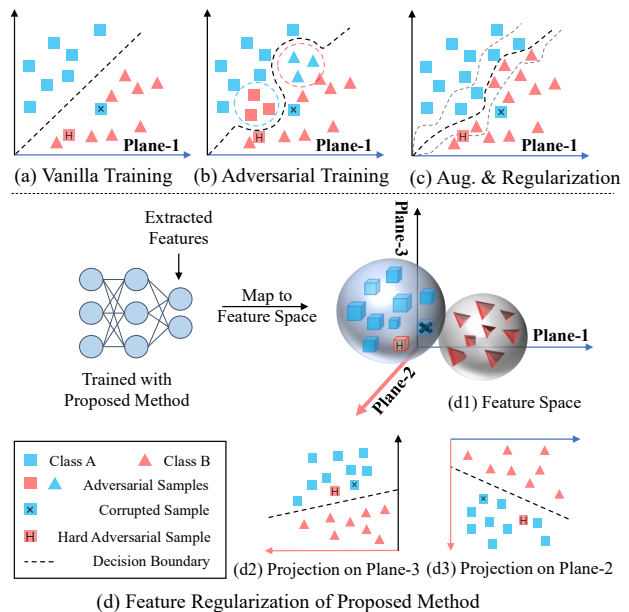 Plane-1
Plane-1
Plane-1
H
×
H
×
H
×
(a) Vanilla Training
(b) Adversarial Training
(c) Aug. & Regularization
Extracted
Features
Map to
Feature Space
Trained with
Proposed Method
Plane-3
Plane-1
Plane-2
H
×
(d1) Feature Space
Class A
Class B
Adversarial Samples
× Corrupted Sample
H Hard Adversarial Sample
Decision Boundary
×
H
(d2) Projection on Plane-3
×
H
(d3) Projection on Plane-2
(d) Feature Regularization of Proposed Method